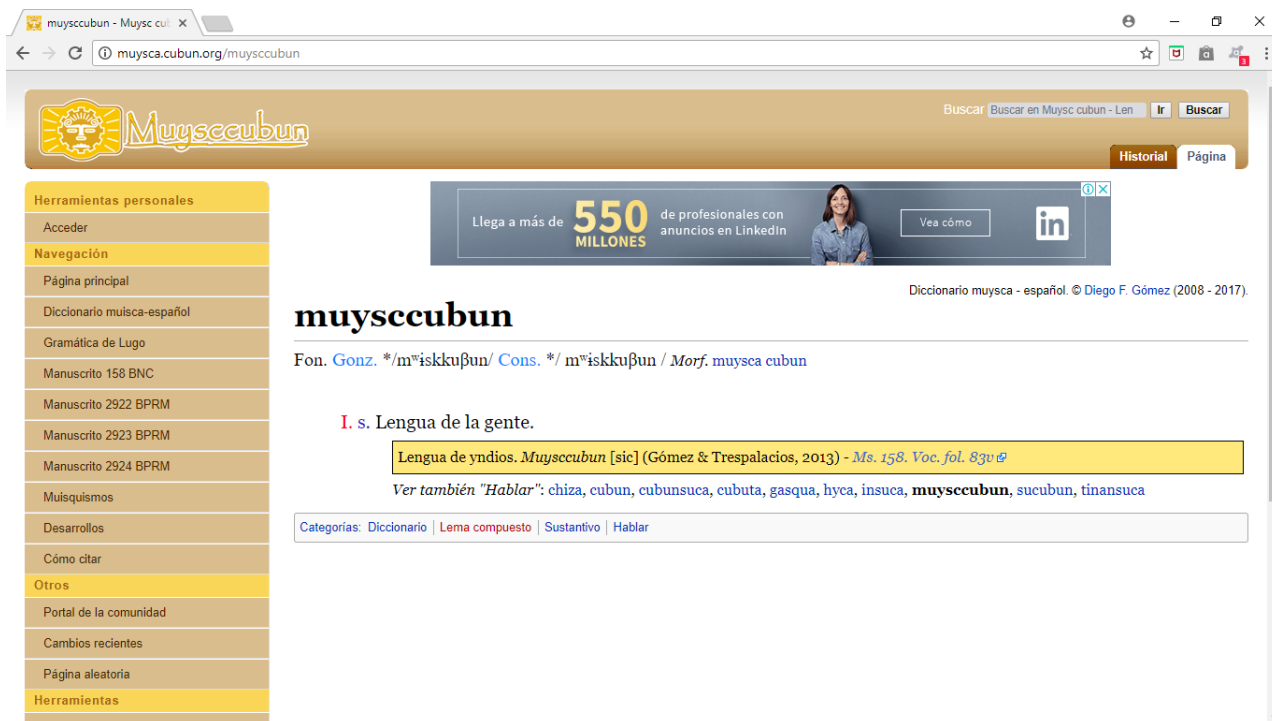 muysccubun - Muysc cub
muysca.cubun.org/muysccubun
3
Muysccubun
Buscar Buscar en Muysc cubun - Len Ir Buscar
Historial Página
Herramientas personales
Acceder
Navegación
Página principal
Diccionario muisca-español
Gramática de Lugo
Manuscrito 158 BNC
Manuscrito 2922 BPRM
Manuscrito 2923 BPRM
Manuscrito 2924 BPRM
Muisquismos
Desarrollos
Cómo citar
Otros
Portal de la comunidad
Cambios recientes
Página aleatoria
Herramientas
Llega a más de 550 MILLONES de profesionales con anuncios en LinkedIn
Vea cómo
in
Diccionario muysca - español. © Diego F. Gómez (2008 - 2017).
muysccubun
Fon. Gonz. */mʷɨskkuβun/ Cons. */ mʷɨskkuβun / Morf. muysca cubun
I. s. Lengua de la gente.
Lengua de yndios. Muysccubun [sic] (Gómez & Trespalacios, 2013) - Ms. 158. Voc. fol. 83v
Ver también "Hablar": chiza, cubun, cubunsuca, cubuta, gasqua, hyca, insuca, muysccubun, sucubun, tinansuca
Categorías: Diccionario | Lema compuesto | Sustantivo | Hablar